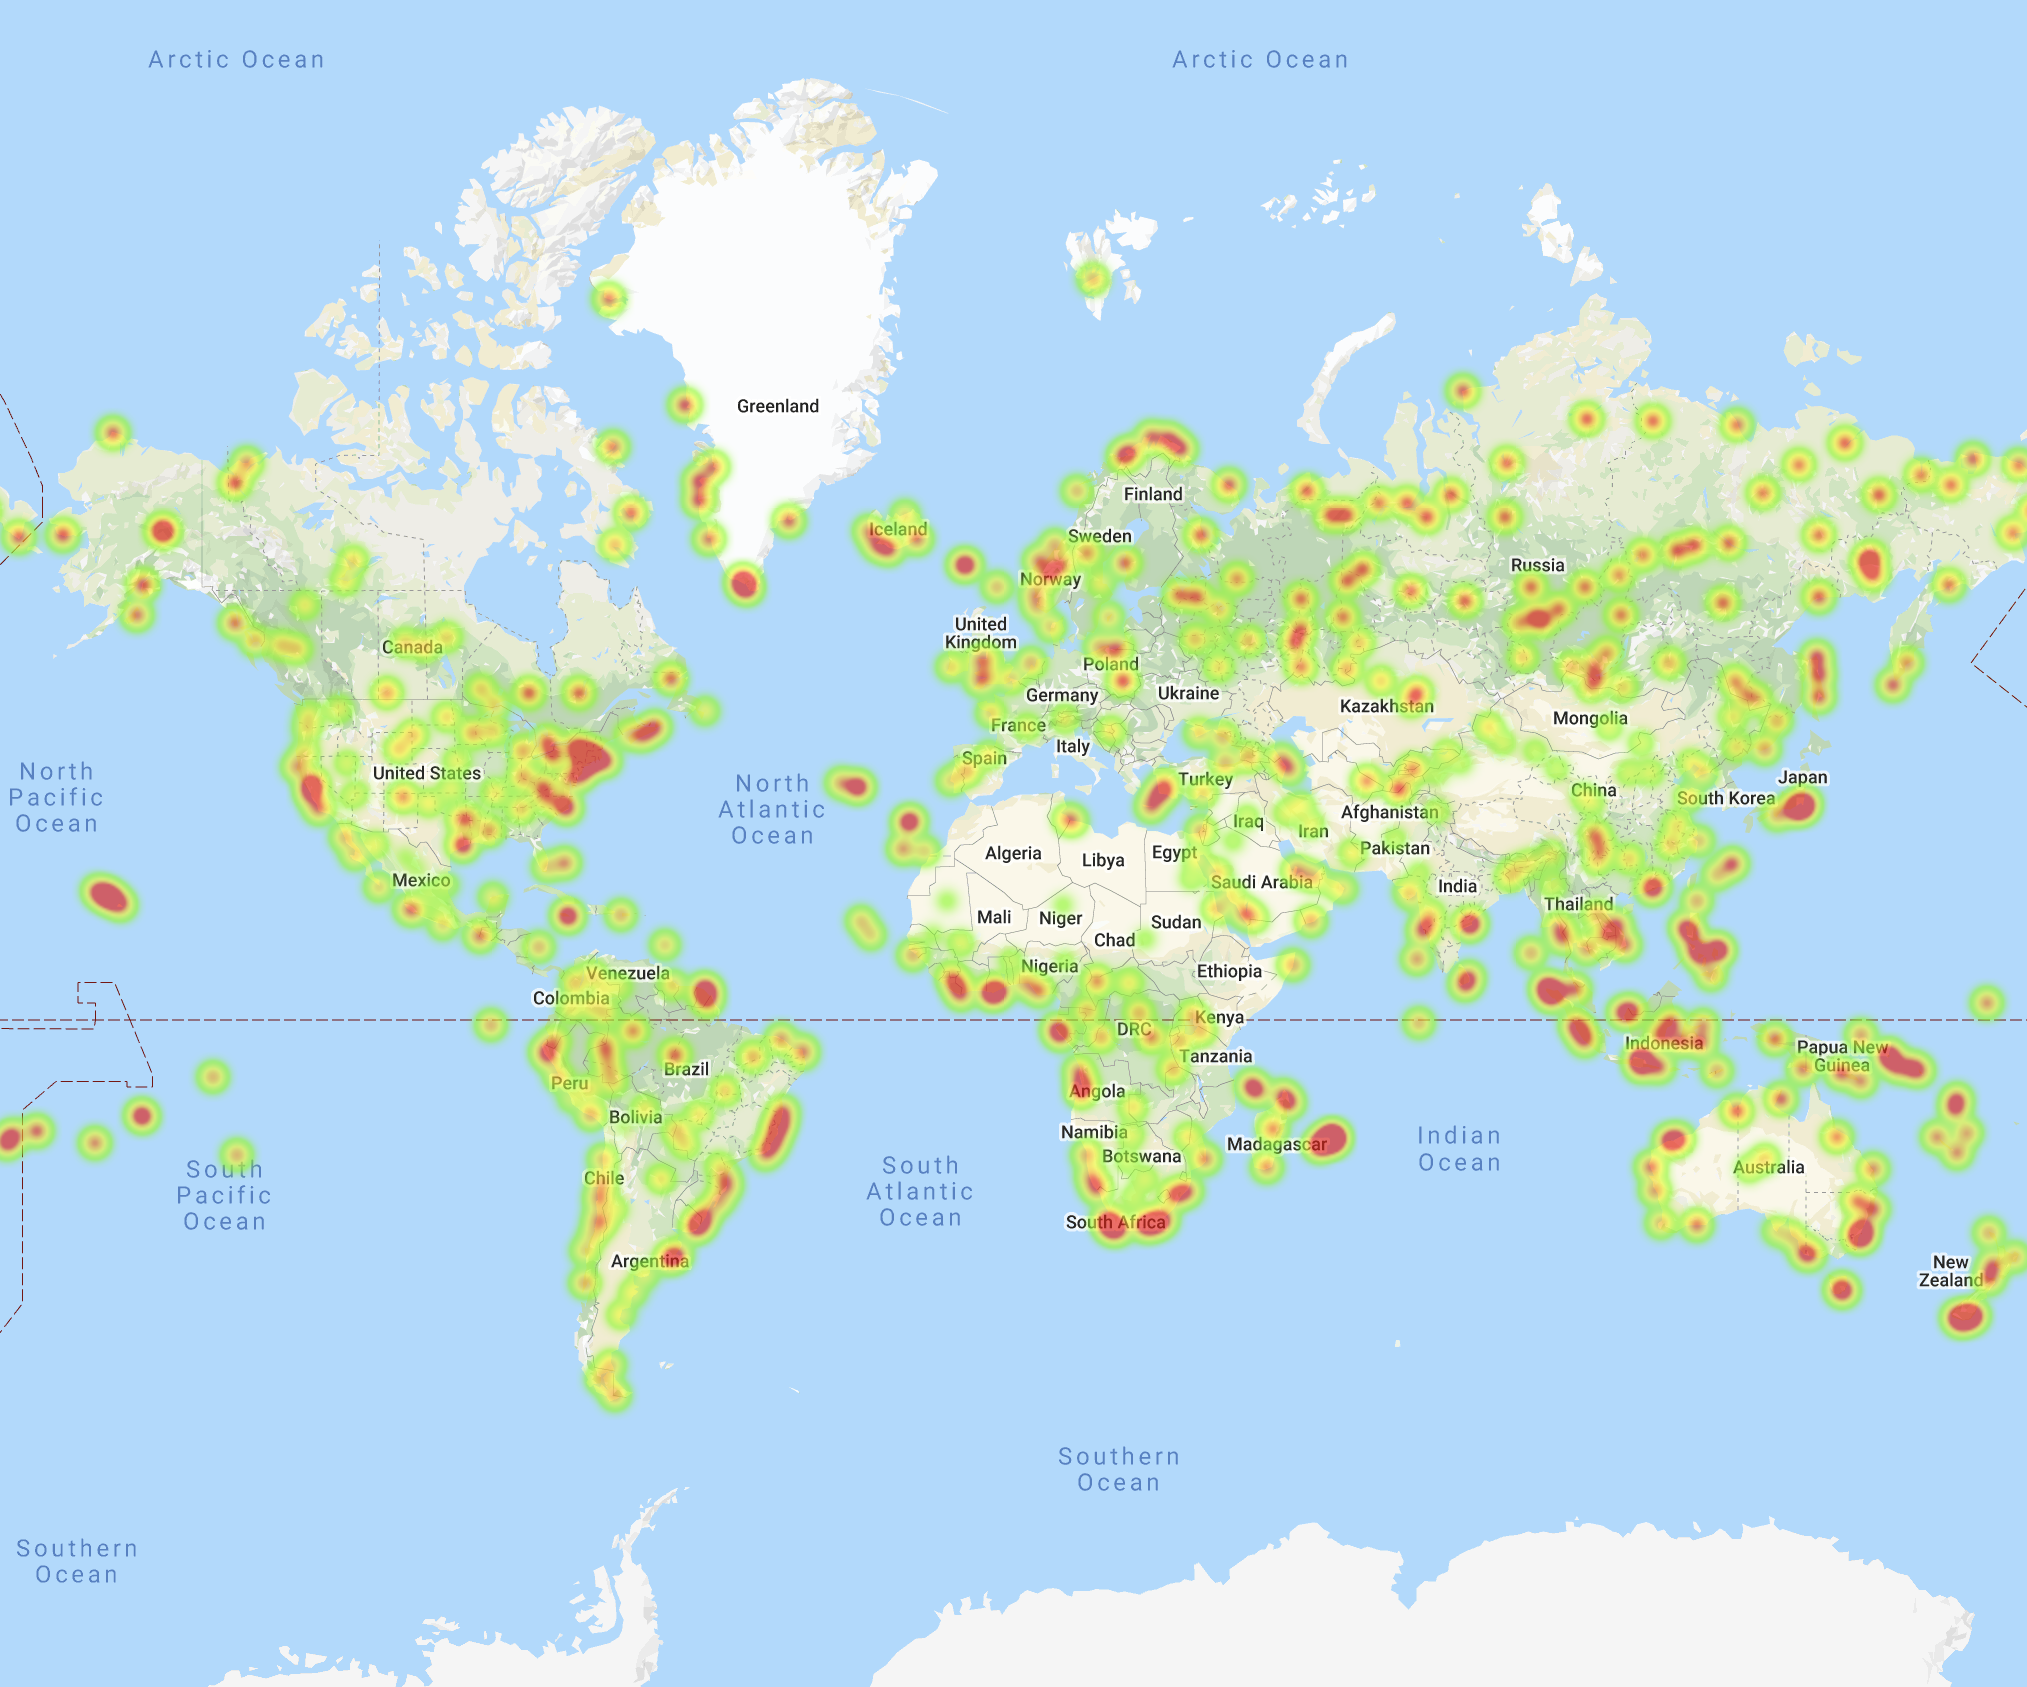 Arctic Ocean
Arctic Ocean
Greenland
Finland
Iceland
Sweden
Russia
Norway
United
Kingdom
Canada
Poland
Germany
Ukraine
Kazakhstan
Mongolia
France
Italy
Spain
North
Pacific
Ocean
United States
North
Atlantic
Ocean
Turkey
Japan
China
South Korea
Afghanistan
Iraq
Iran
Algeria
Libya
Egypt
Pakistan
Mexico
Saudi Arabia
India
Thailand
Mali
Niger
Sudan
Chad
Venezuela
Nigeria
Ethiopia
Colombia
Kenya
DRC
Indonesia
Papua New
Guinea
Tanzania
Brazil
Peru
Angola
Bolivia
Namibia
Madagascar
Indian
Ocean
Botswana
South
Pacific
Ocean
Chile
South
Atlantic
Ocean
Australia
South Africa
Argentina
New
Zealand
Southern
Ocean
Southern
Ocean